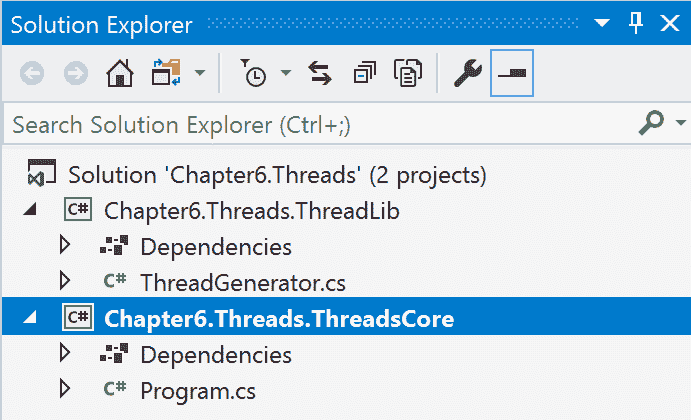 Solution Explorer
Search Solution Explorer (Ctrl+;)
Solution 'Chapter6.Threads' (2 projects)
C# Chapter6.Threads.ThreadLib
Dependencies
C# ThreadGenerator.cs
C# Chapter6.Threads.ThreadsCore
Dependencies
C# Program.cs